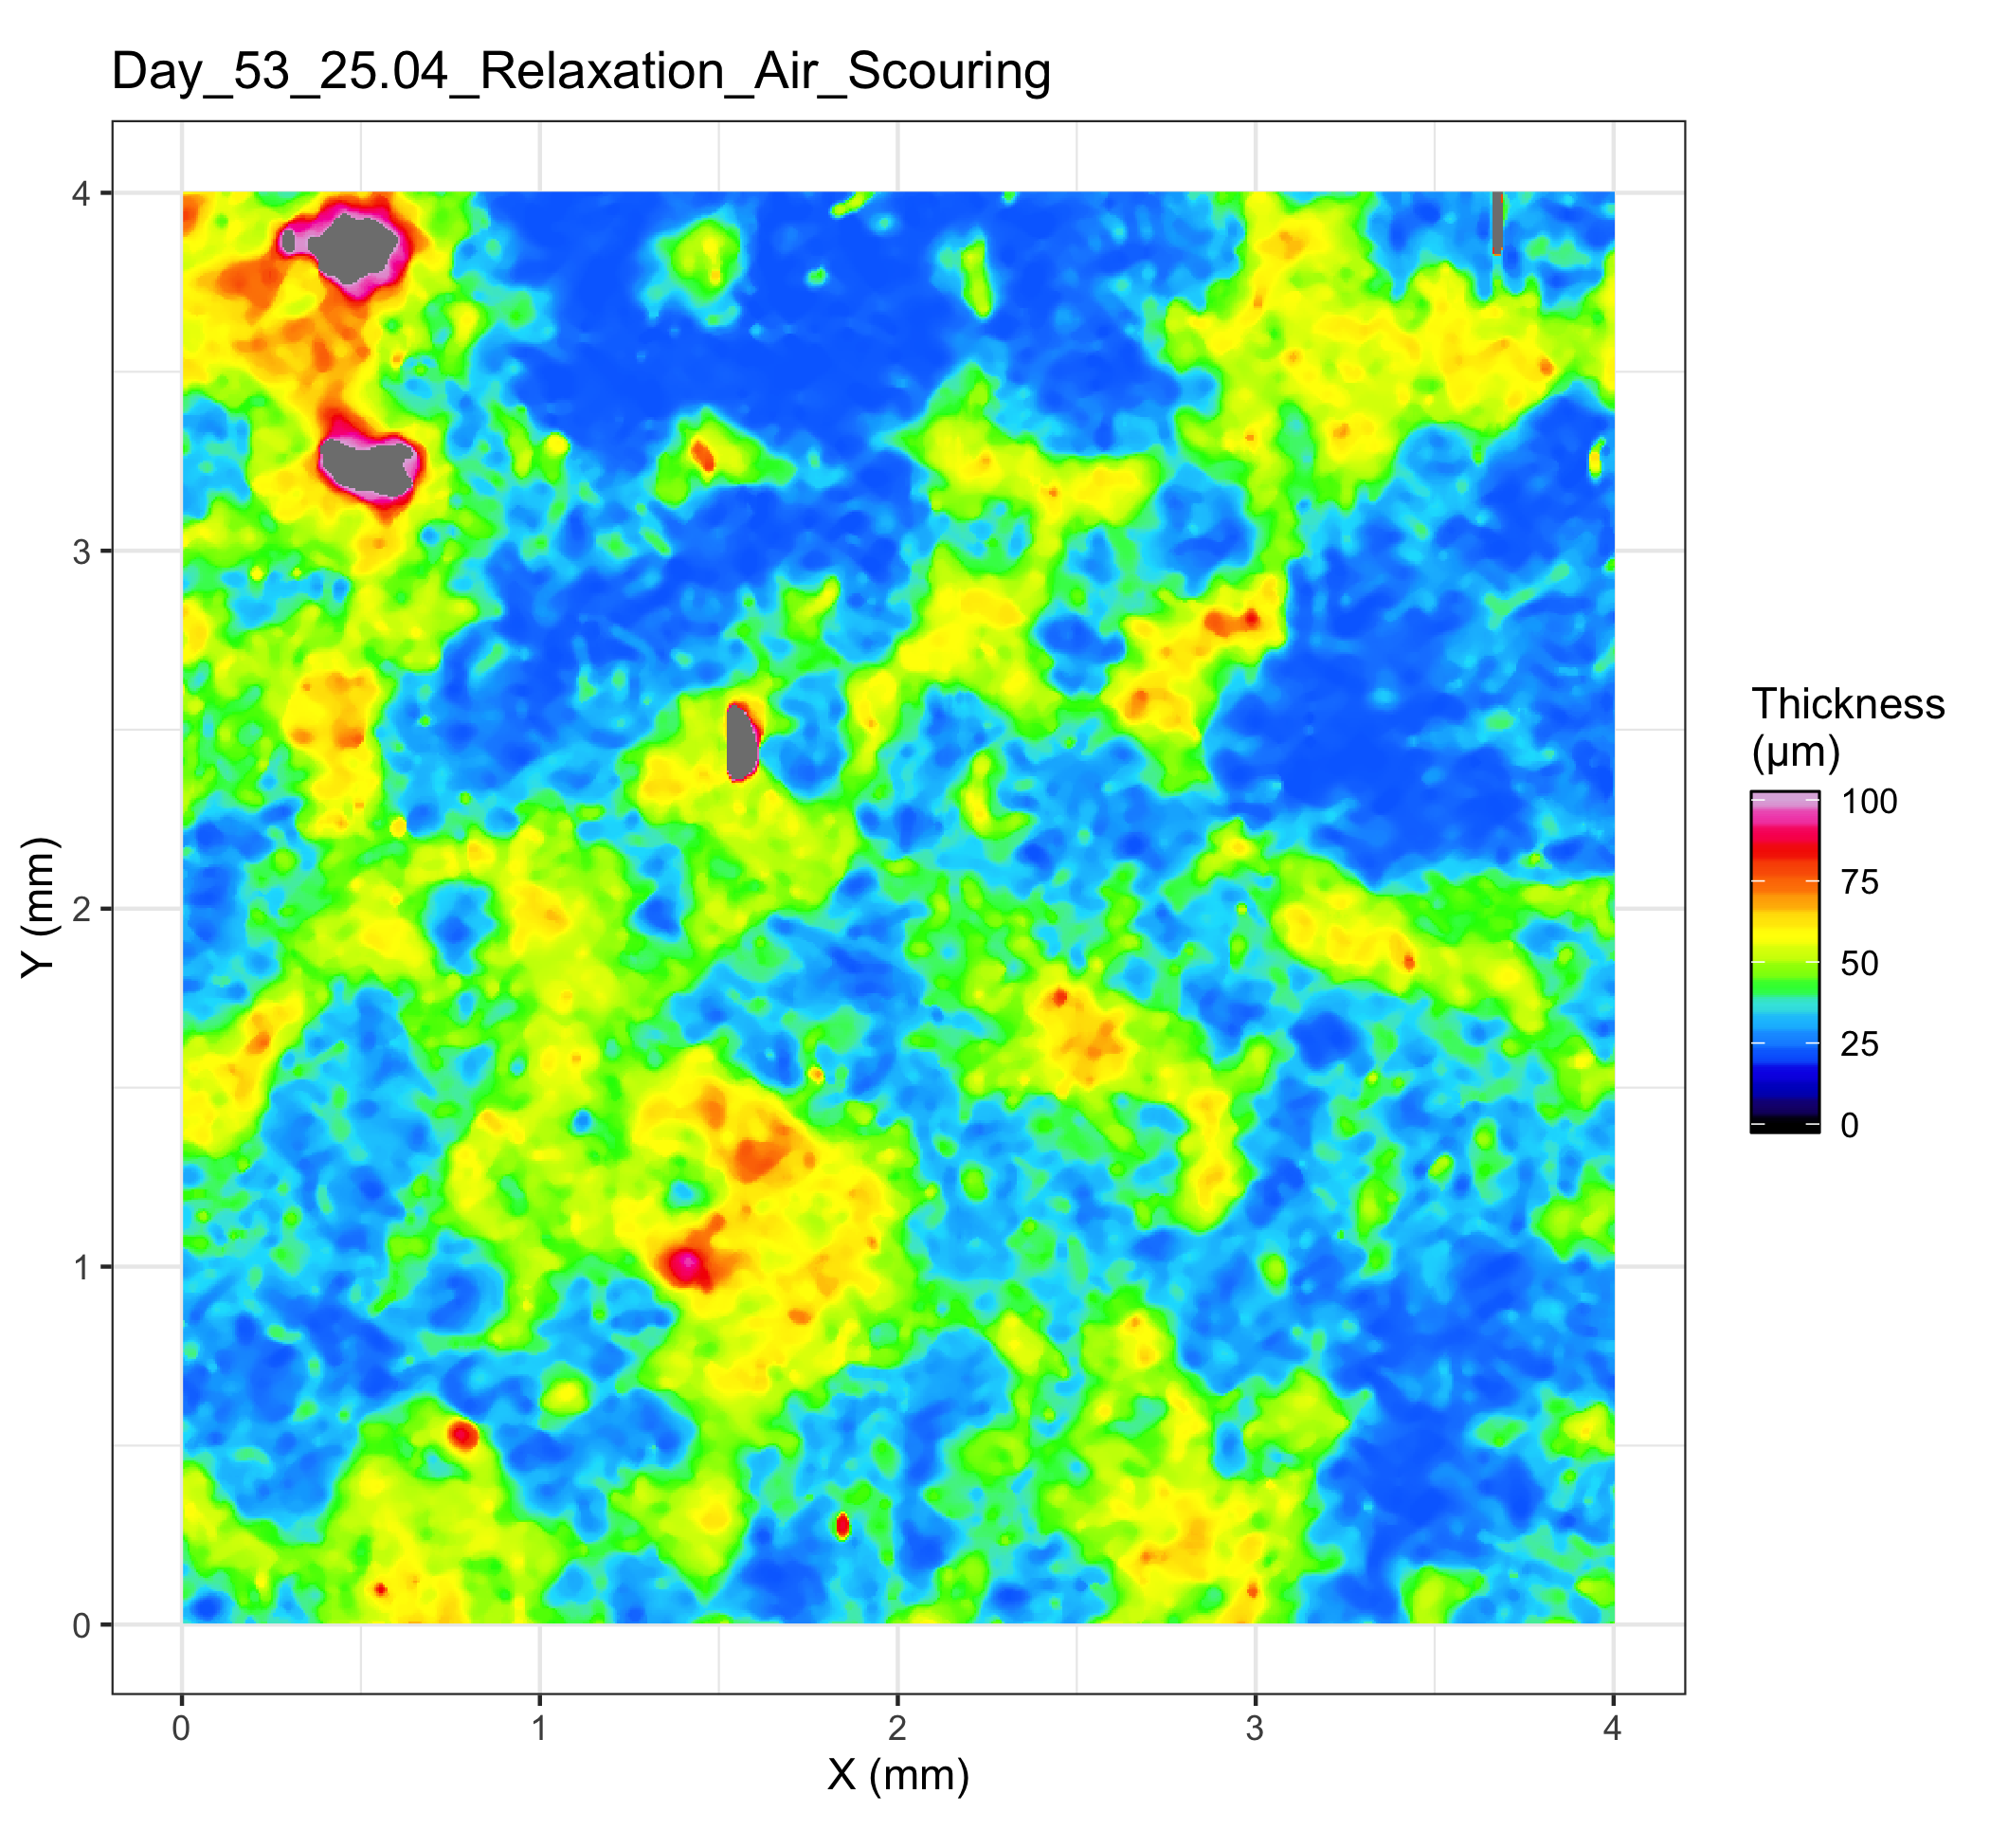 Day_53_25.04_Relaxation_Air_Scouring
4
3
2
1
0
Y (mm)
0 1 2 3 4
X (mm)
Thickness
(µm)
100
75
50
25
0